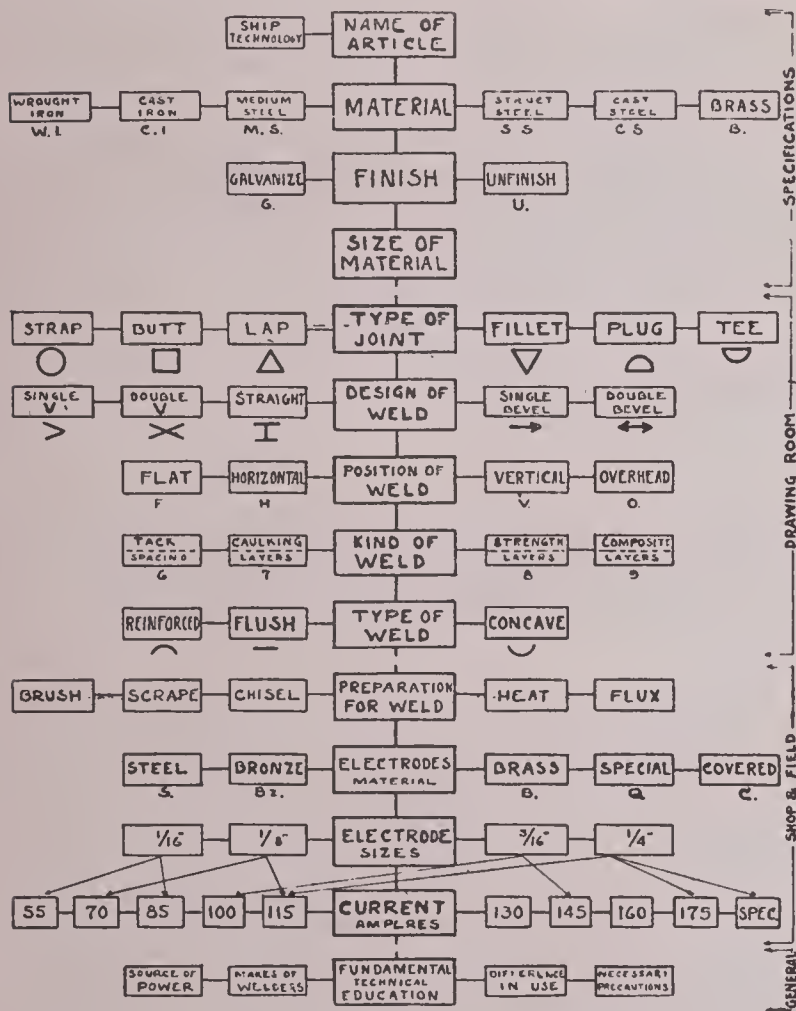 SHIP
TECHNOLOGY
NAME OF
ARTICLE
WROUGHT
IRON
W.I.
CAST
IRON
C.I
MEDIUM
STEEL
M.S.
MATERIAL
STRUCT
STEEL
S S
CAST
STEEL
C S
BRASS
B.
GALVANIZE
G.
FINISH
UNFINISH
U.
SIZE OF
MATERIAL
SPECIFICATIONS
STRAP
BUTT
LAP
TYPE OF
JOINT
FILLET
PLUG
TEE
SINGLE
V
DOUBLE
V
STRAIGHT
DESIGN OF
WELD
SINGLE
BEVEL
DOUBLE
BEVEL
FLAT
F
HORIZONTAL
H
POSITION OF
WELD
VERTICAL
V.
OVERHEAD
O.
TACK
SPACING
6
CAULKING
LAYERS
7
KIND OF
WELD
STRENGTH
LAYERS
8
COMPOSITE
LAYERS
9
REINFORCED
FLUSH
TYPE OF
WELD
CONCAVE
DRAWING ROOM
BRUSH
SCRAPE
CHISEL
PREPARATION
FOR WELD
HEAT
FLUX
STEEL
S.
BRONZE
BZ.
ELECTRODES
MATERIAL
BRASS
B.
SPECIAL
Q
COVERED
C.
1/16"
1/8"
ELECTRODE
SIZES
3/16"
1/4"
55
70
85
100
115
CURRENT
AMPERES
130
145
160
175
SPEC.
SHOP & FIELD
SOURCE OF
POWER
MAKES OF
WELDERS
FUNDAMENTAL
TECHNICAL
EDUCATION
DIFFERENCE
IN USE
NECESSARY
PRECAUTIONS
GENERAL